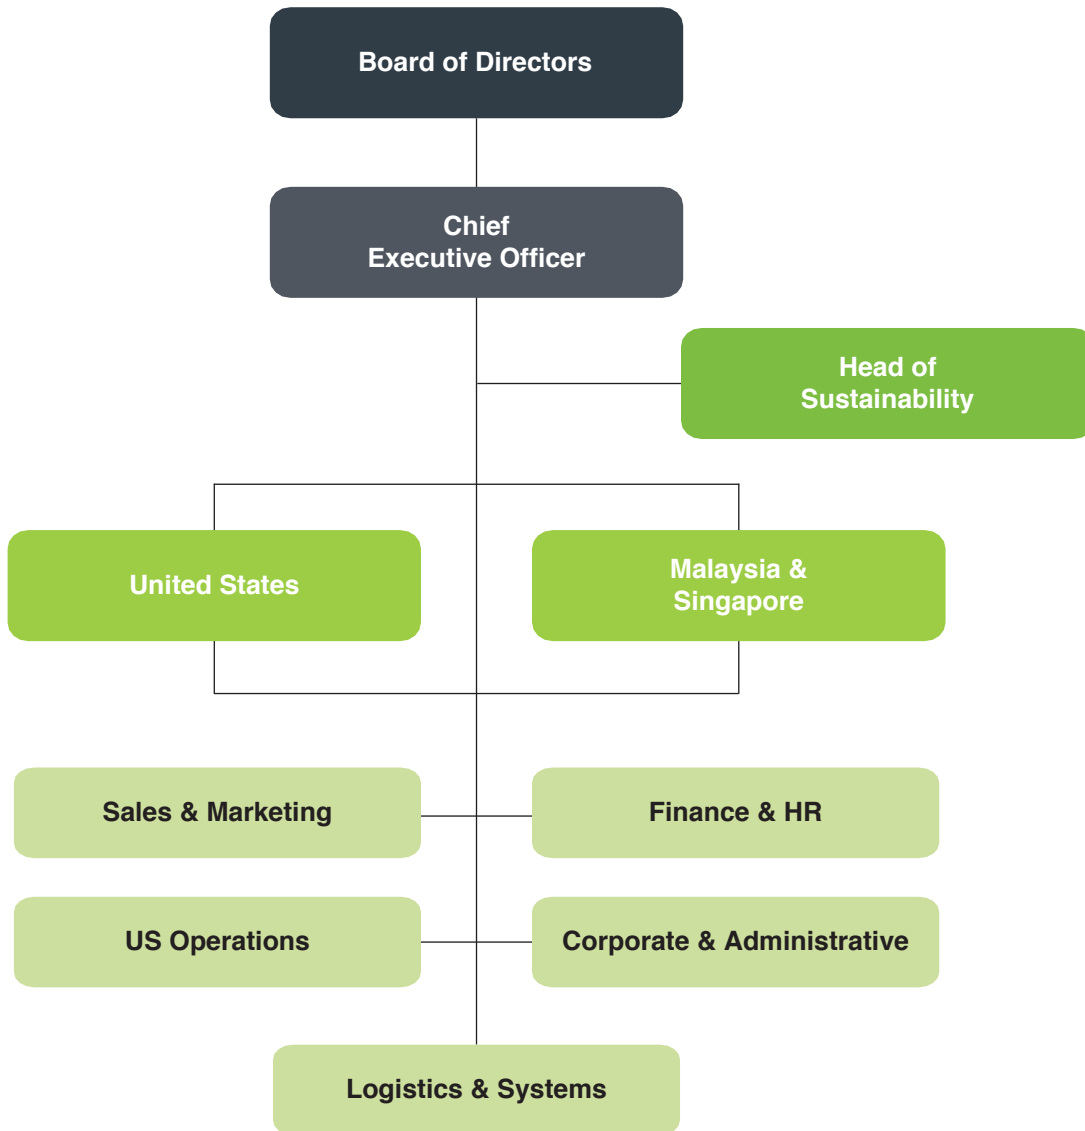 Board of Directors
Chief
Executive Officer
Head of
Sustainability
United States
Malaysia &
Singapore
Sales & Marketing
Finance & HR
US Operations
Corporate & Administrative
Logistics & Systems